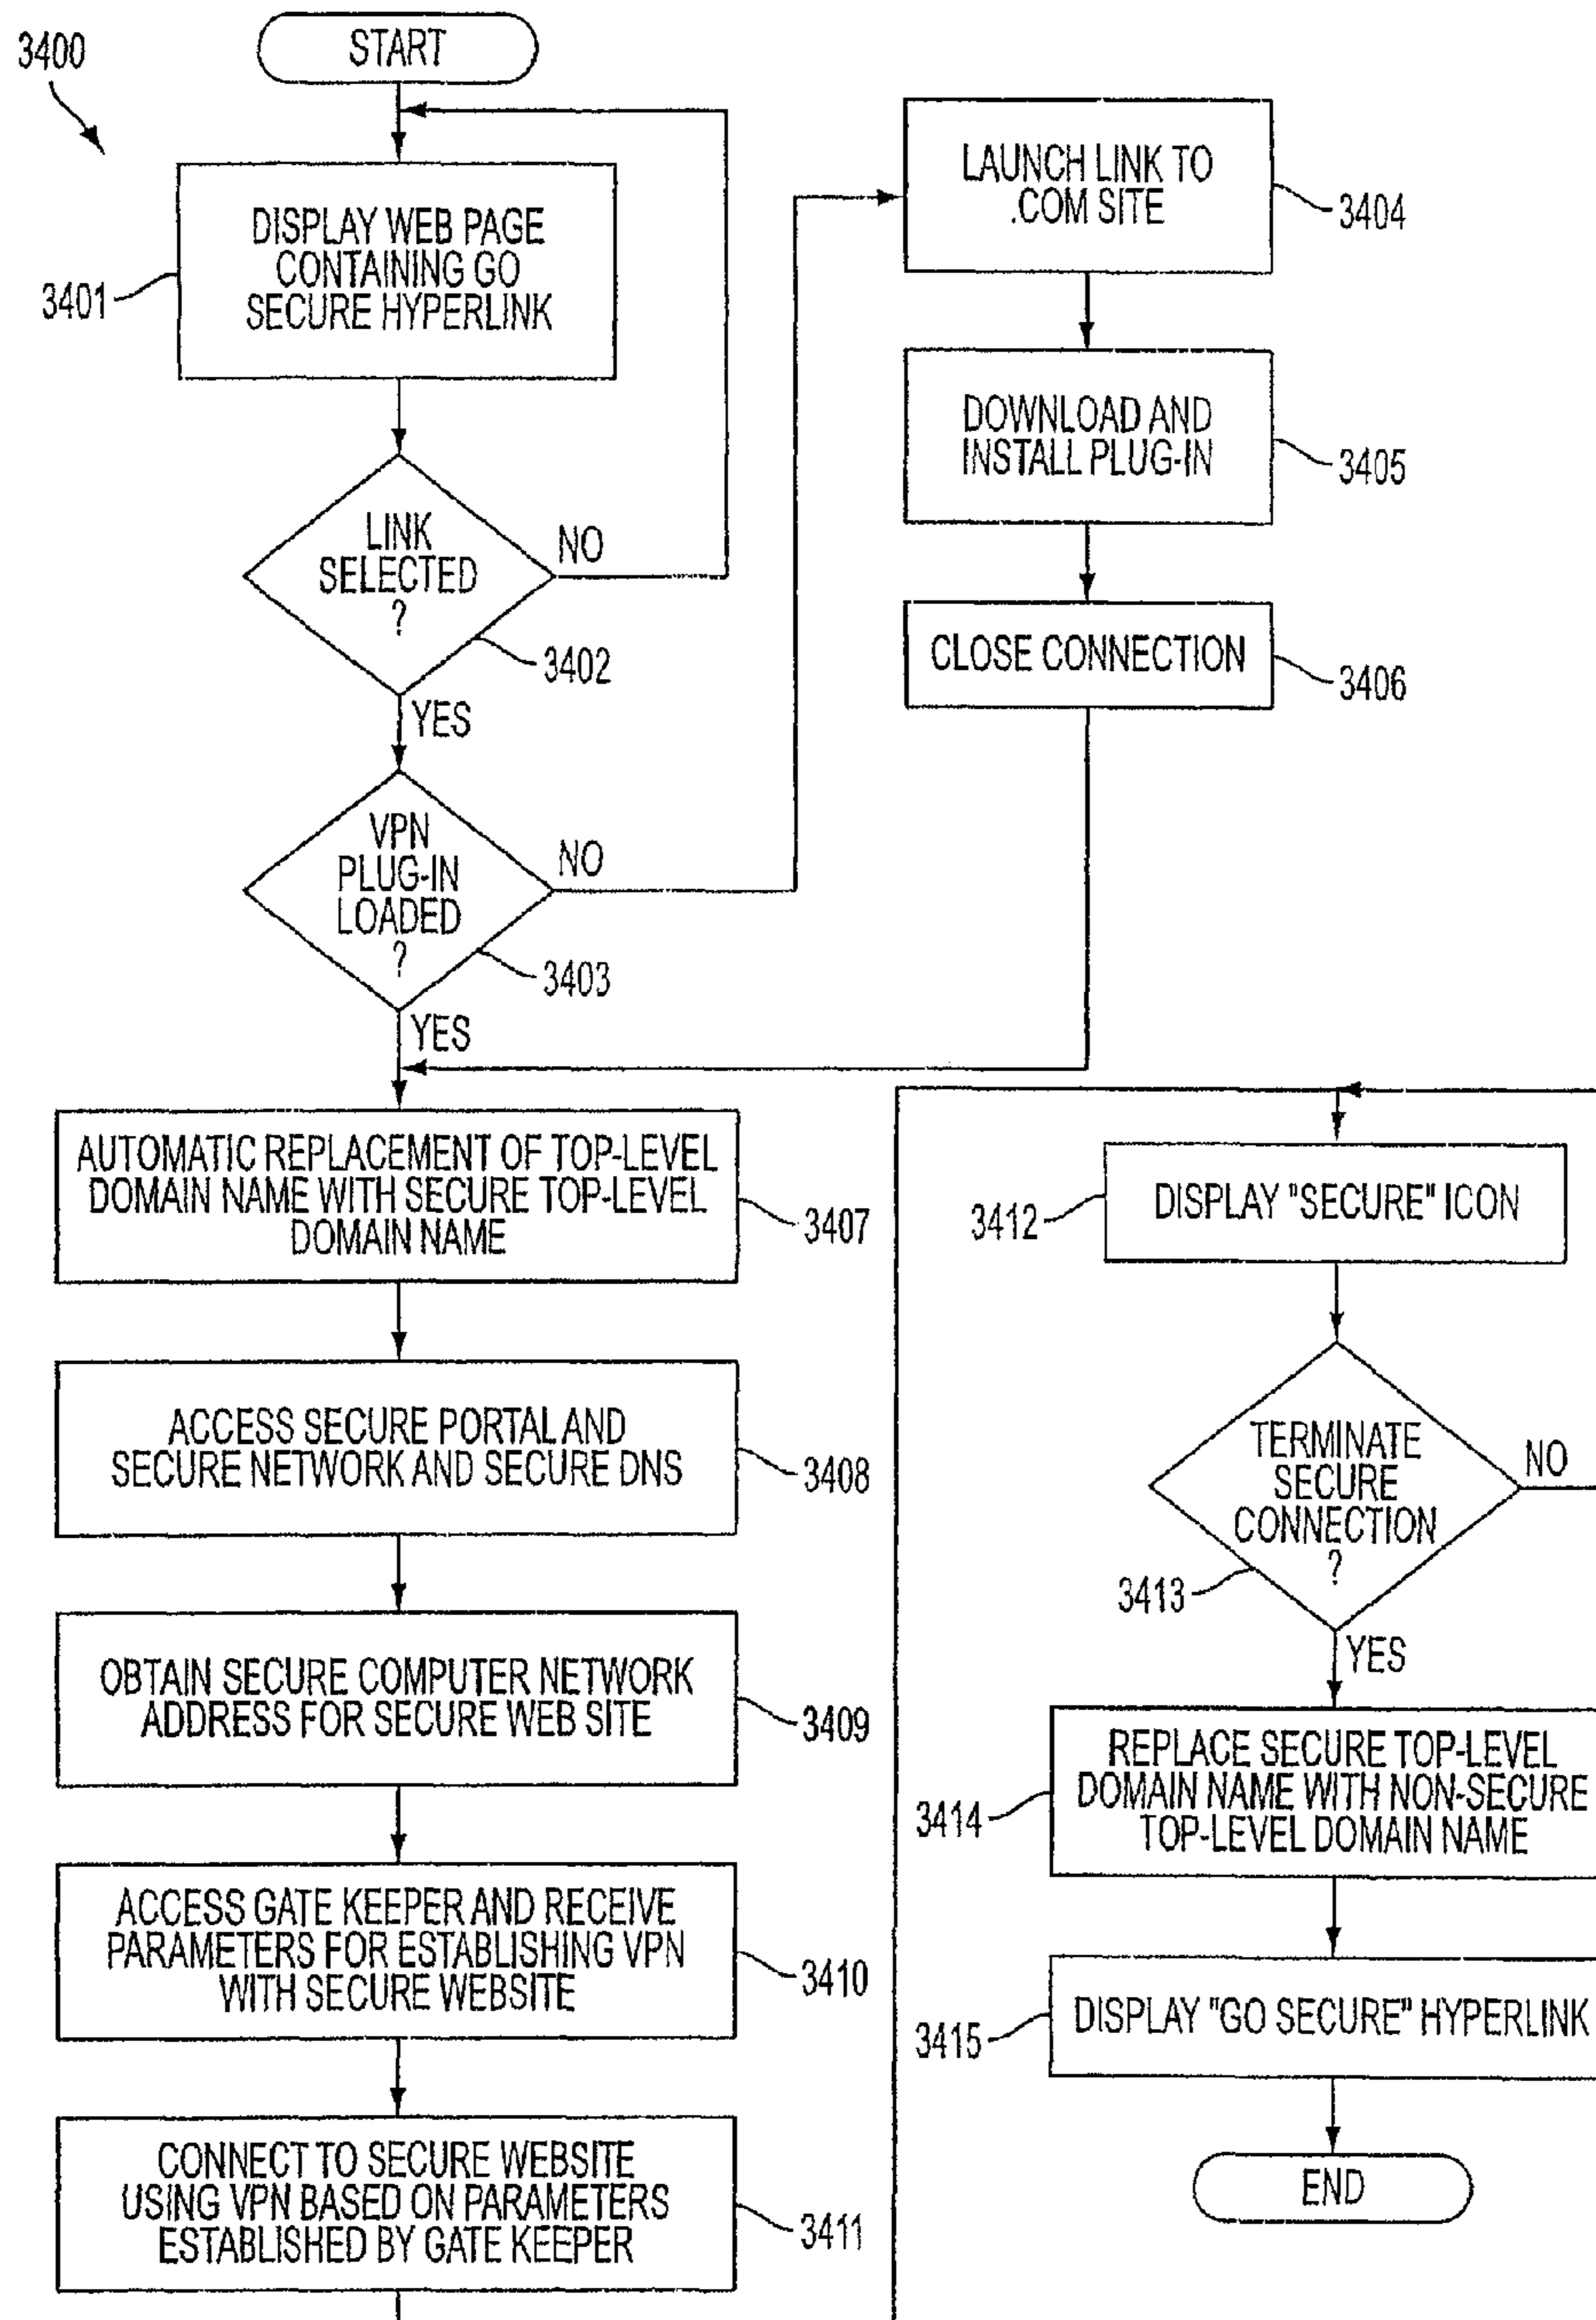 3400
START
DISPLAY WEB PAGE
CONTAINING GO
SECURE HYPERLINK
3401
LINK
SELECTED
?
NO
3402
YES
VPN
PLUG-IN
LOADED
?
NO
3403
YES
LAUNCH LINK TO
.COM SITE
3404
DOWNLOAD AND
INSTALL PLUG-IN
3405
CLOSE CONNECTION
3406
AUTOMATIC REPLACEMENT OF TOP-LEVEL
DOMAIN NAME WITH SECURE TOP-LEVEL
DOMAIN NAME
3407
ACCESS SECURE PORTAL AND
SECURE NETWORK AND SECURE DNS
3408
OBTAIN SECURE COMPUTER NETWORK
ADDRESS FOR SECURE WEB SITE
3409
ACCESS GATE KEEPER AND RECEIVE
PARAMETERS FOR ESTABLISHING VPN
WITH SECURE WEBSITE
3410
CONNECT TO SECURE WEBSITE
USING VPN BASED ON PARAMETERS
ESTABLISHED BY GATE KEEPER
3411
DISPLAY "SECURE" ICON
3412
TERMINATE
SECURE
CONNECTION
?
NO
3413
YES
REPLACE SECURE TOP-LEVEL
DOMAIN NAME WITH NON-SECURE
TOP-LEVEL DOMAIN NAME
3414
DISPLAY "GO SECURE" HYPERLINK
3415
END